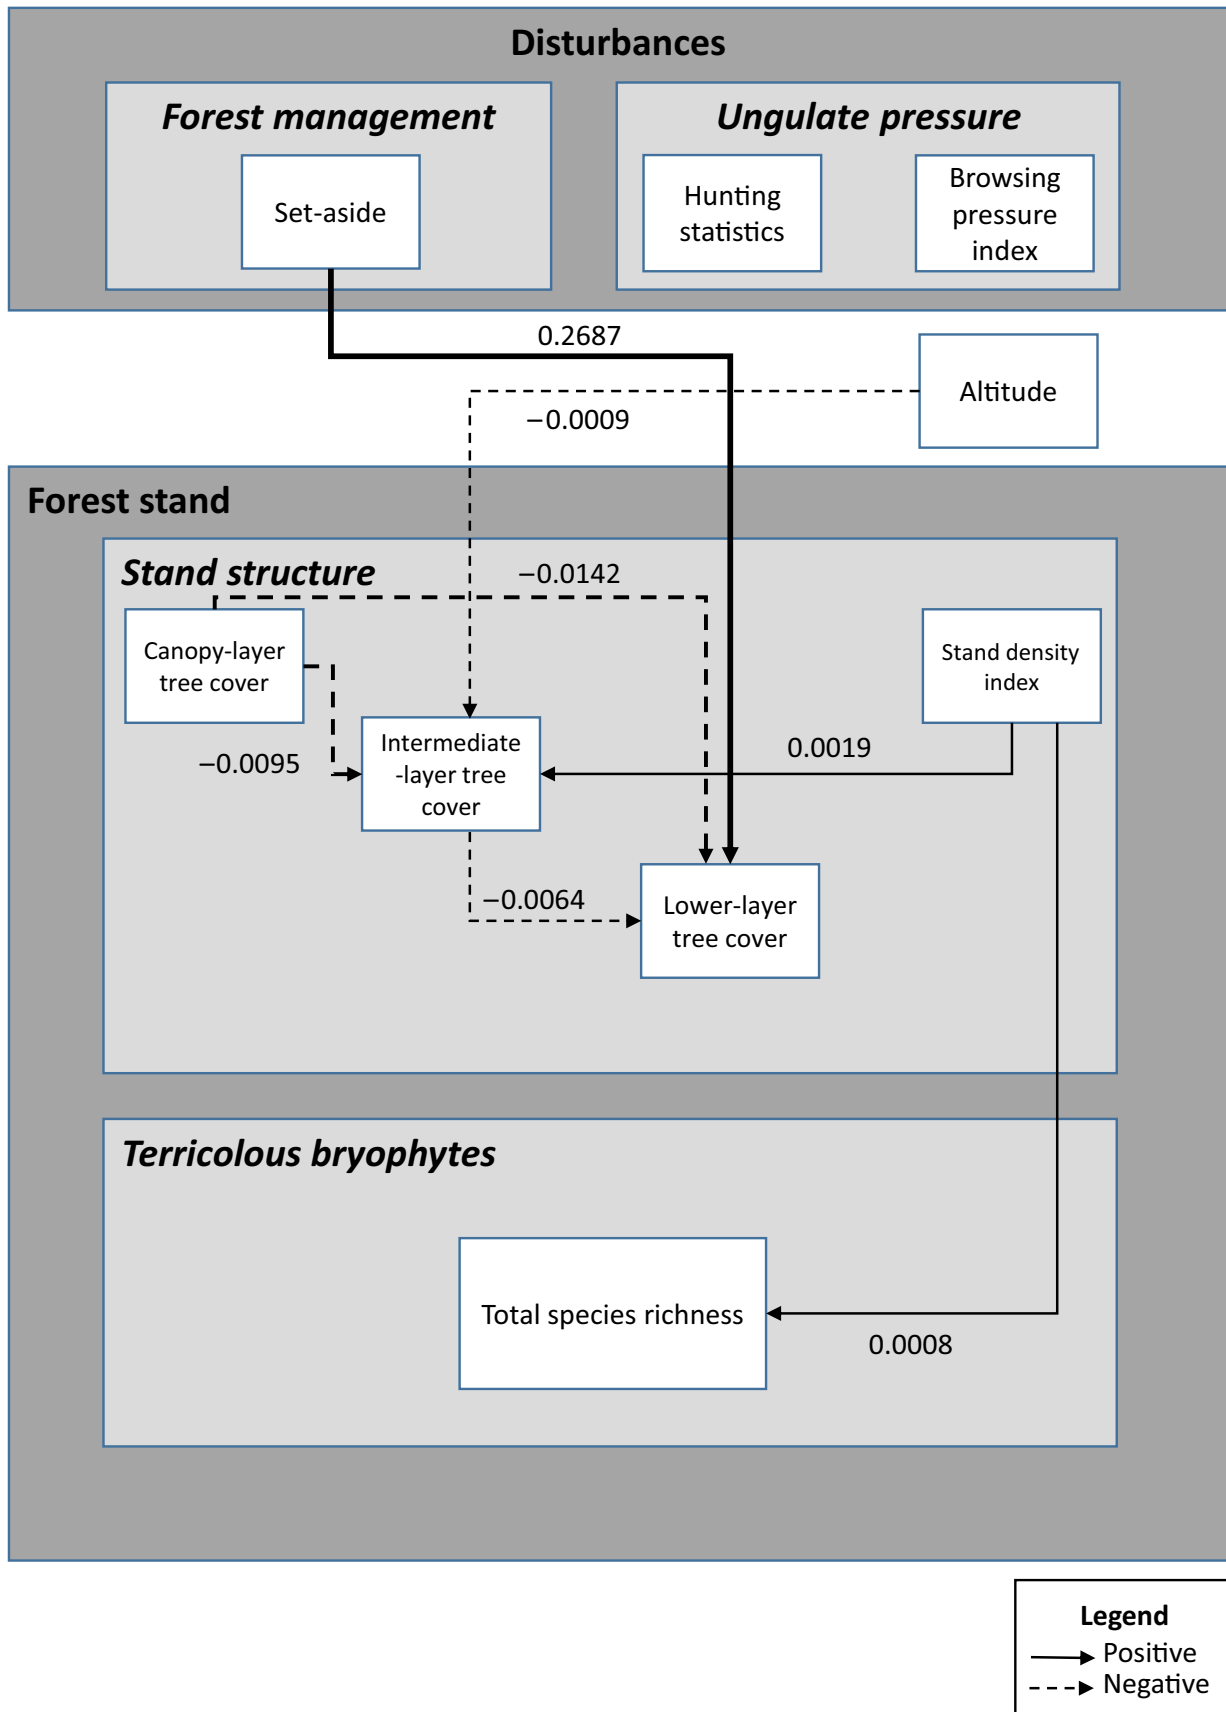 Disturbances
Forest management
Ungulate pressure
Set-aside
Hunting
statistics
Browsing
pressure
index
0.2687
Altitude
−0.0009
Forest stand
Stand structure
−0.0142
Canopy-layer
tree cover
Stand density
index
Intermediate
-layer tree
cover
0.0019
−0.0095
−0.0064
Lower-layer
tree cover
Terricolous bryophytes
Total species richness
0.0008
Legend
Positive
Negative